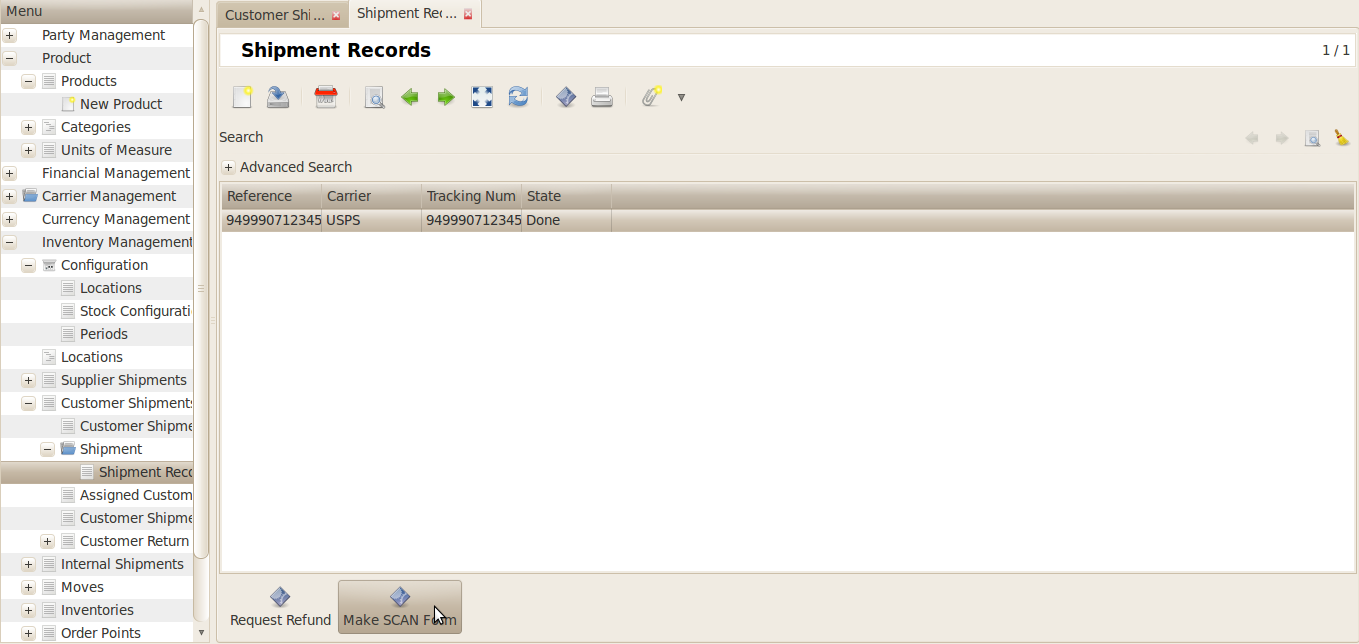 Menu
Party Management
Product
Products
New Product
Categories
Units of Measure
Financial Management
Carrier Management
Currency Management
Inventory Management
Configuration
Locations
Stock Configurati
Periods
Locations
Supplier Shipments
Customer Shipments
Customer Shipme
Shipment
Shipment Reco
Assigned Custom
Customer Shipme
Customer Return
Internal Shipments
Moves
Inventories
Order Points
Customer Shi ...
Shipment Rec ...
Shipment Records
1 / 1
Search
Advanced Search
Reference Carrier Tracking Num State
949990712345 USPS 949990712345 Done
Request Refund
Make SCAN Form